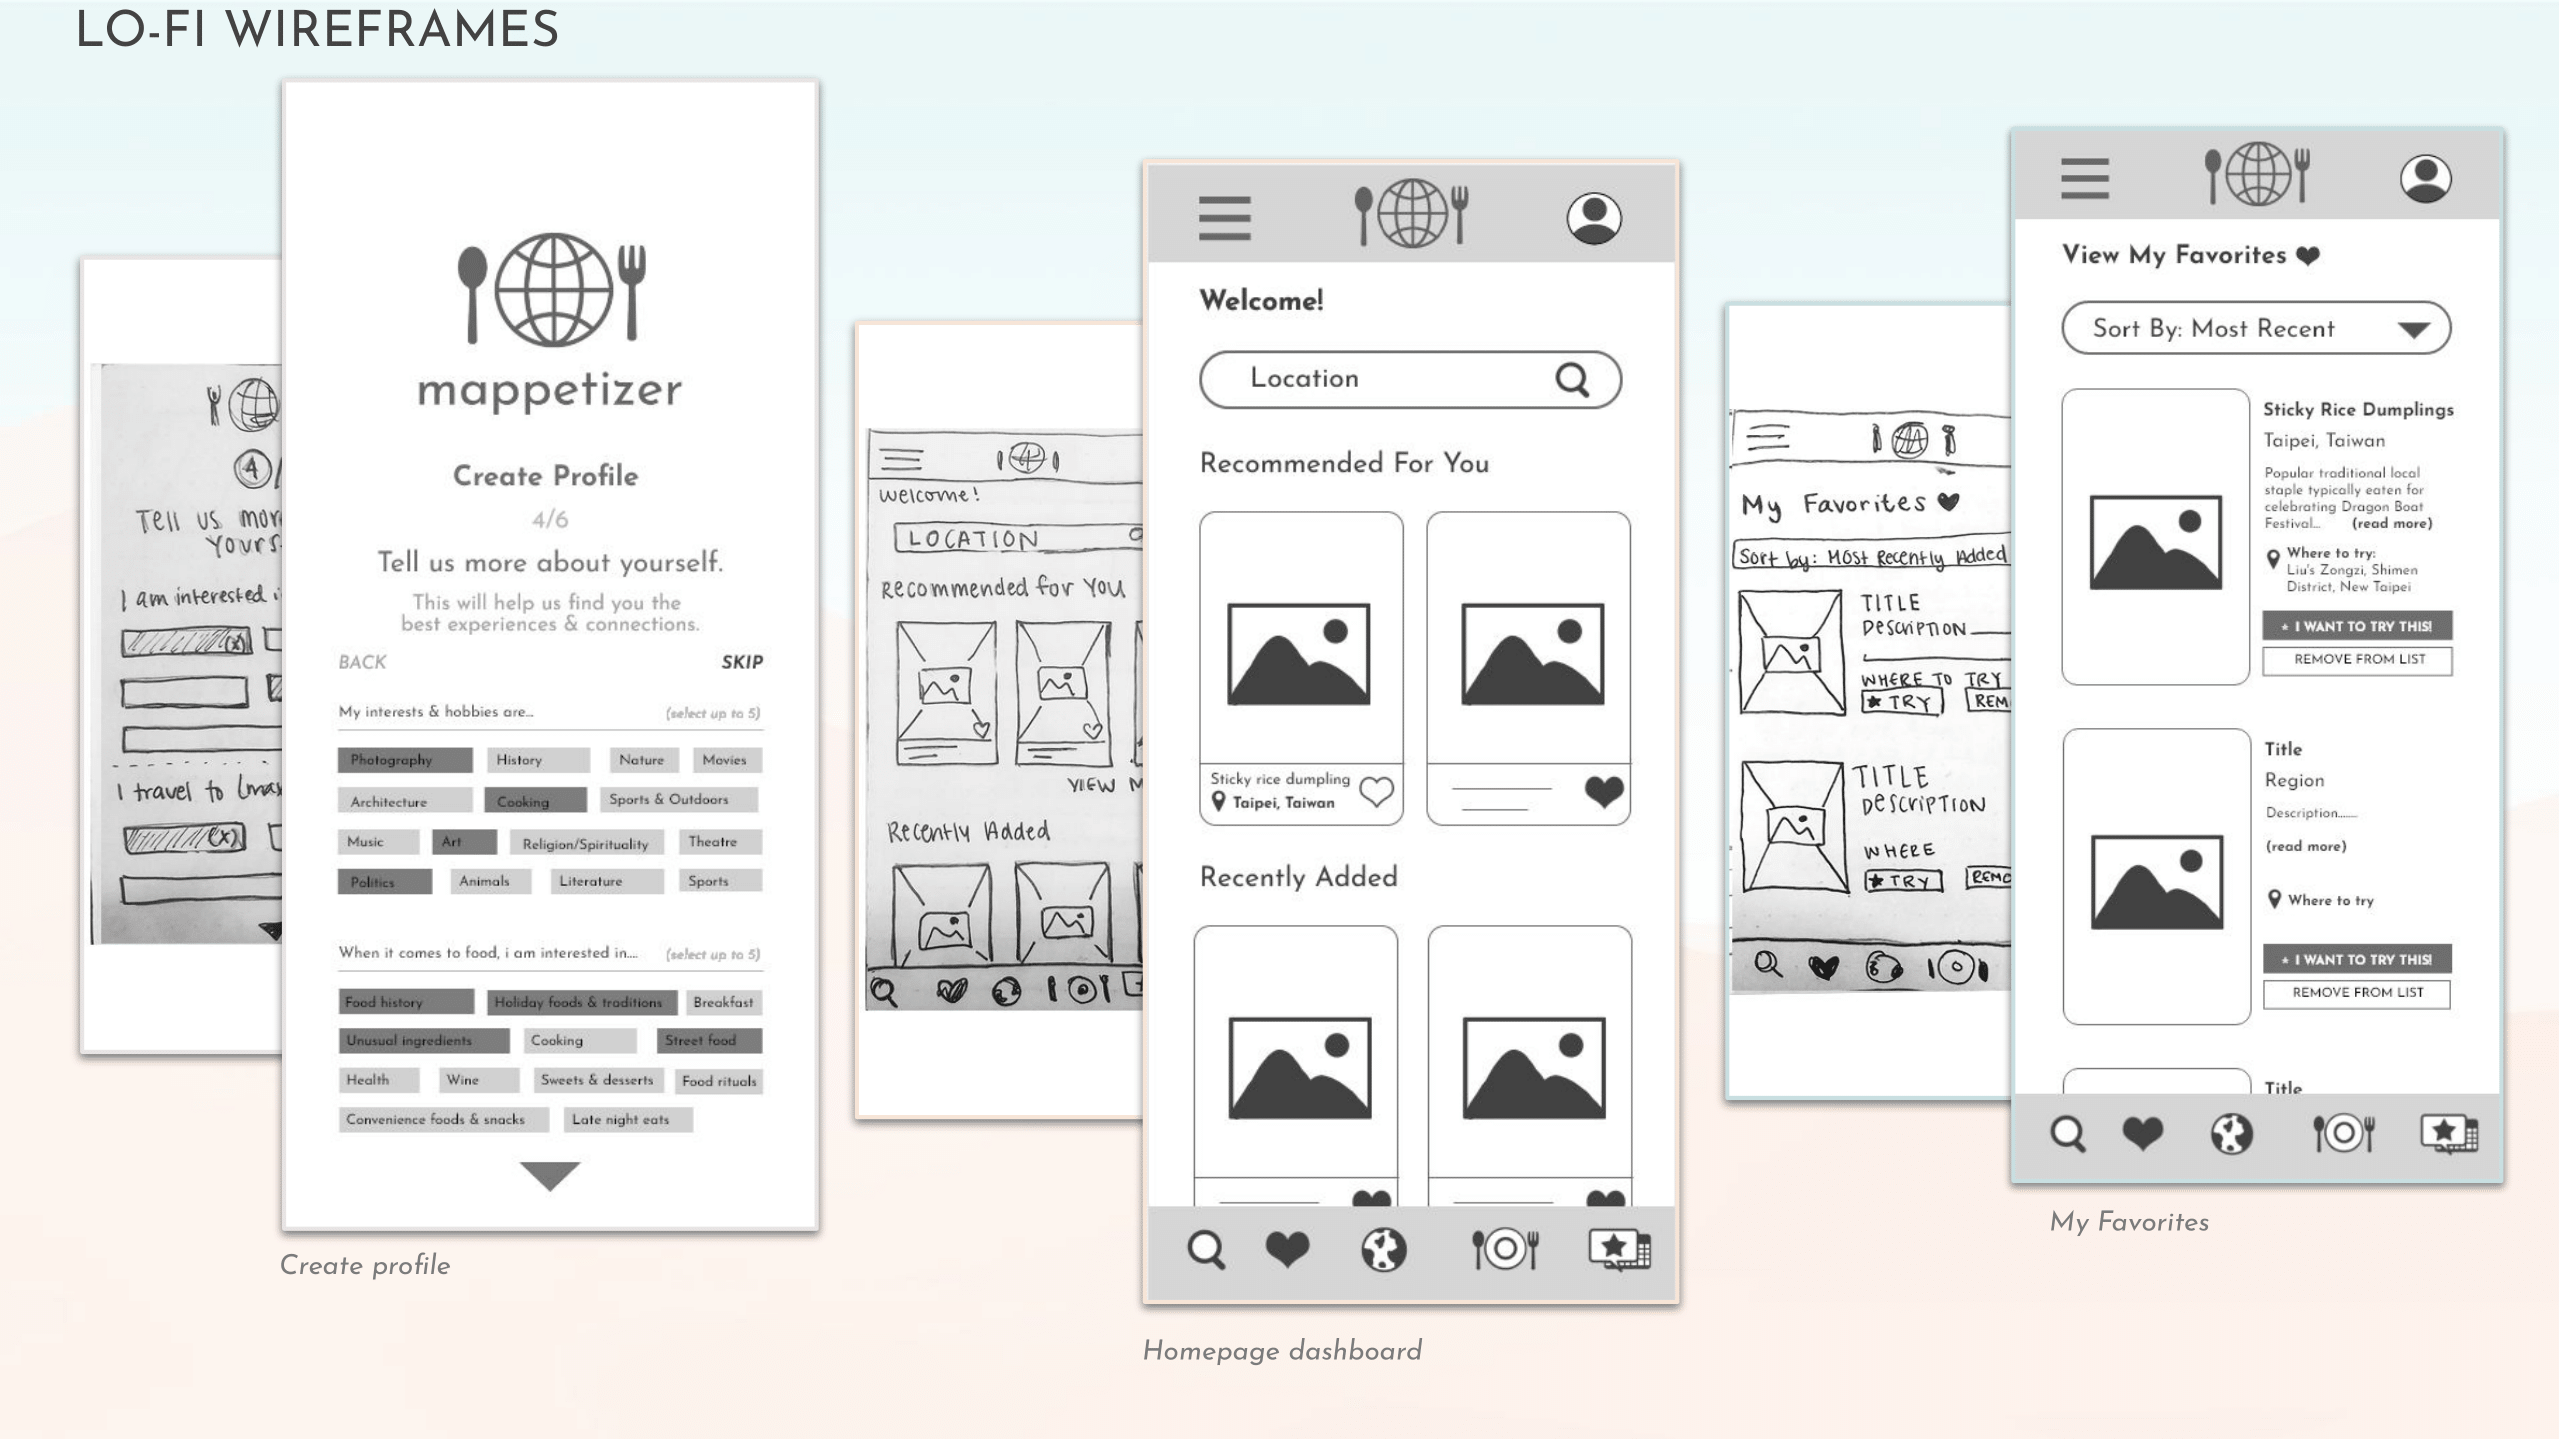 LO-FI WIREFRAMES
4
Tell us
I am interested
I travel to
mappetizer
Create Profile
4/6
Tell us more about yourself.
This will help us find you the
best experiences & connections.
BACK
SKIP
My interests & hobbies are...
(select up to 5)
Photography
History
Nature
Movies
Architecture
Cooking
Sports & Outdoors
Music
Art
Religion/Spirituality
Theatre
Politics
Animals
Literature
Sports
When it comes to food, i am interested in....
(select up to 5)
Food history
Holiday foods & traditions
Breakfast
Unusual ingredients
Cooking
Street food
Health
Wine
Sweets & desserts
Food rituals
Convenience foods & snacks
Late night eats
Create profile
Welcome!
LOCATION
Recommended for You
VIEW
Recently Added
Welcome!
Location
Recommended For You
Sticky rice dumpling
Taipei, Taiwan
Recently Added
Homepage dashboard
My Favorites
Sort by: Most Recently Added
TITLE
Description
WHERE TO TRY
★ TRY
REM
TITLE
Description
WHERE
★ TRY
REMO
View My Favorites
Sort By: Most Recent
Sticky Rice Dumplings
Taipei, Taiwan
Popular traditional local
staple typically eaten for
celebrating Dragon Boat
Festival... (read more)
Where to try:
Liu's Zongzi, Shimen
District, New Taipei
★ I WANT TO TRY THIS!
REMOVE FROM LIST
Title
Region
Description........
(read more)
Where to try
★ I WANT TO TRY THIS!
REMOVE FROM LIST
Title
My Favorites